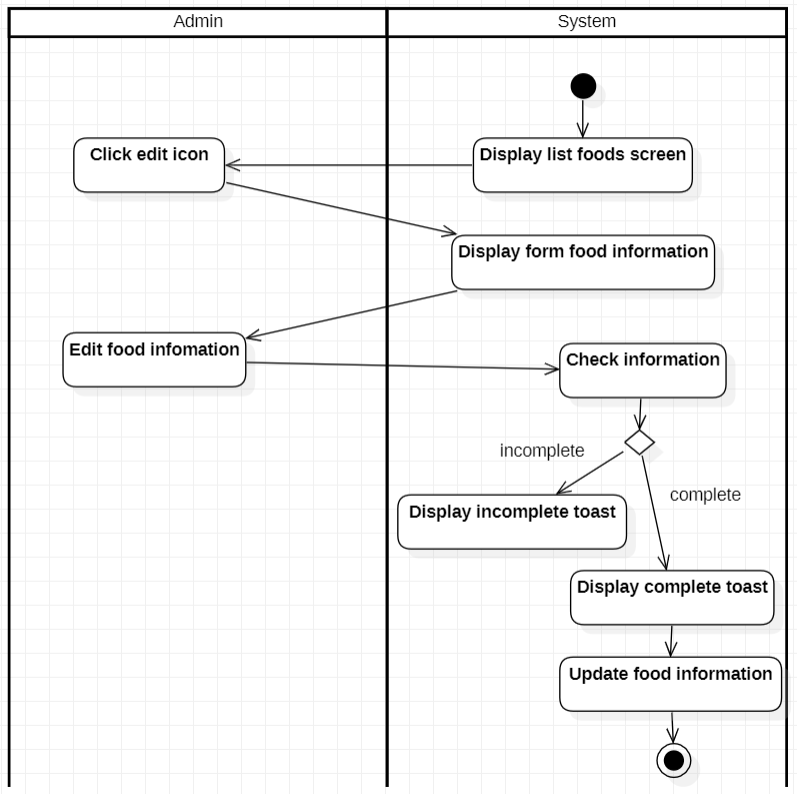 Admin
System
Click edit icon
Display list foods screen
Display form food information
Edit food infomation
Check information
incomplete
complete
Display incomplete toast
Display complete toast
Update food information